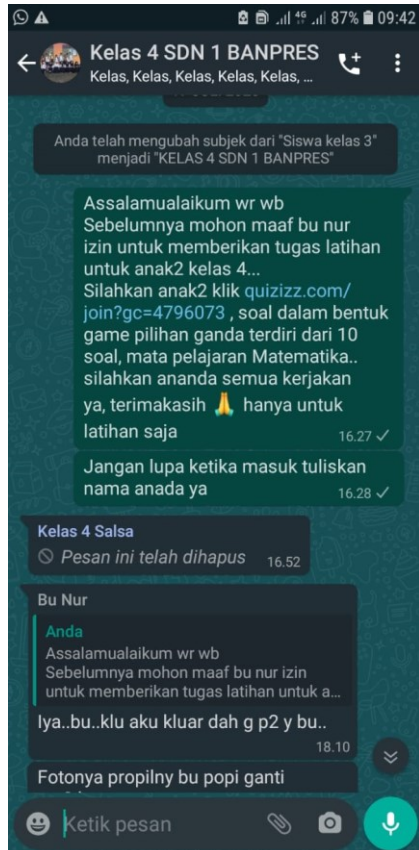 87% 09:42
Kelas 4 SDN 1 BANPRES
Kelas, Kelas, Kelas, Kelas, Kelas, ...
Anda telah mengubah subjek dari "Siswa kelas 3"
menjadi "KELAS 4 SDN 1 BANPRES"
Assalamualaikum wr wb
Sebelumnya mohon maaf bu nur
izin untuk memberikan tugas latihan
untuk anak2 kelas 4...
Silahkan anak2 klik quizizz.com/
join?gc=4796073 , soal dalam bentuk
game pilihan ganda terdiri dari 10
soal, mata pelajaran Matematika..
silahkan ananda semua kerjakan
ya, terimakasih 🙏 hanya untuk
latihan saja
16.27
Jangan lupa ketika masuk tuliskan
nama anada ya
16.28
Kelas 4 Salsa
Pesan ini telah dihapus 16.52
Bu Nur
Anda
Assalamualaikum wr wb
Sebelumnya mohon maaf bu nur izin
untuk memberikan tugas latihan untuk a...
Iya..bu..klu aku kluar dah g p2 y bu..
18.10
Fotonya propilny bu popi ganti
Ketik pesan